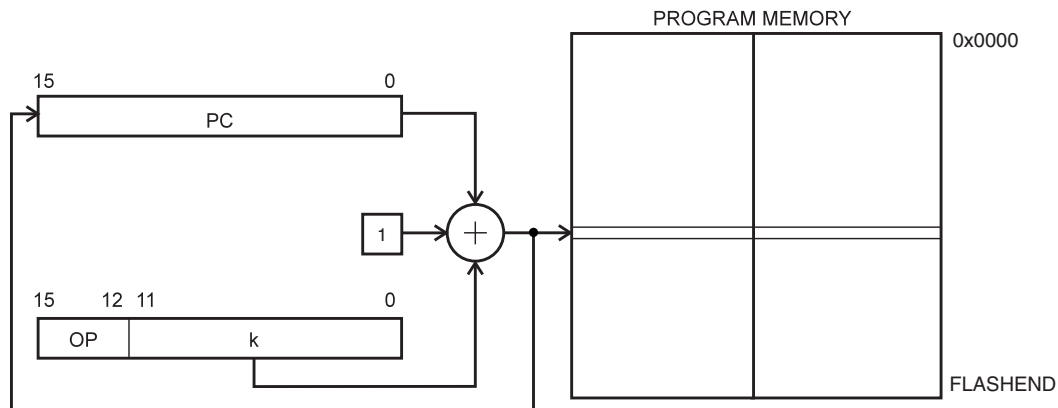 PROGRAM MEMORY
0x0000
15 0
PC
1
15 12 11 0
OP k
FLASHEND